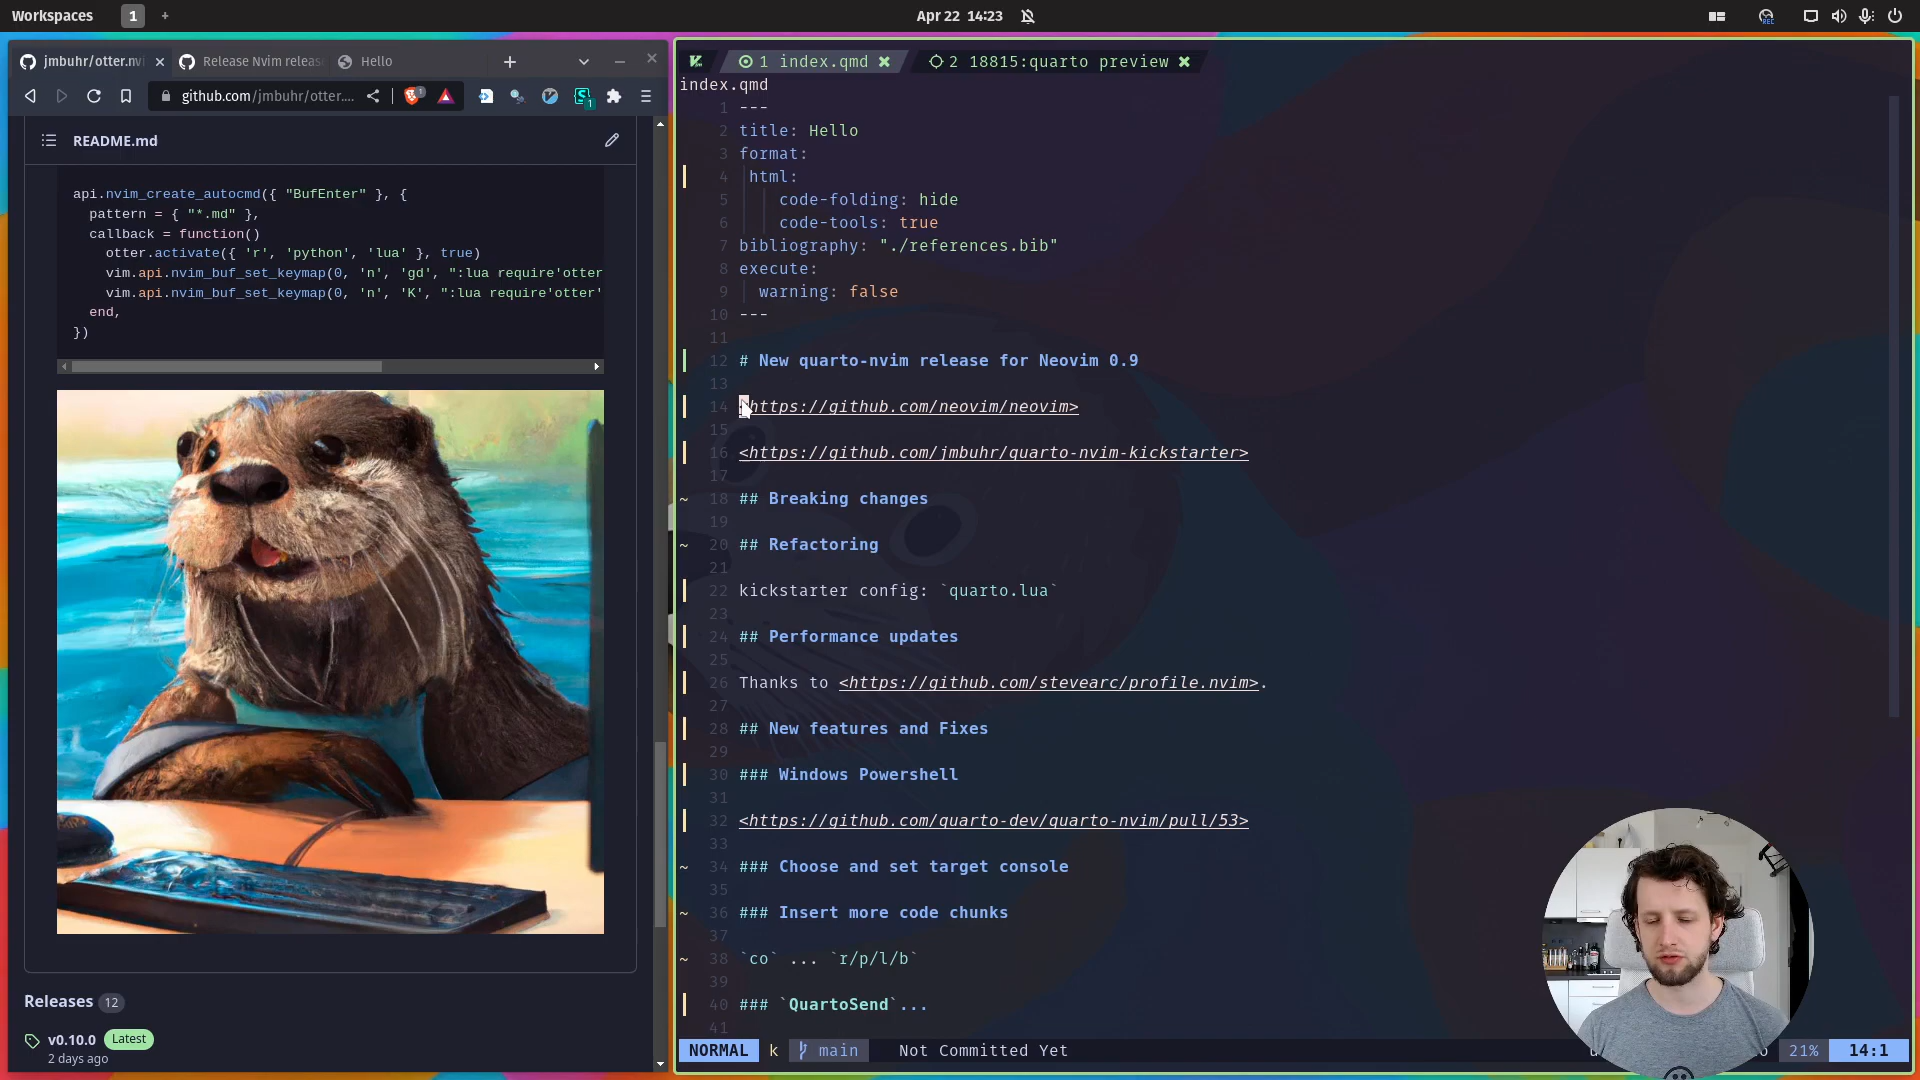 Workspaces 1 + Apr 22 14:23
REC
jmbuhr/otter.nvi
Release Nvim release
Hello
github.com/jmbuhr/otter....
1
1
README.md
api.nvim_create_autocmd({ "BufEnter" }, {
pattern = { "*.md" },
callback = function()
otter.activate({ 'r', 'python', 'lua' }, true)
vim.api.nvim_buf_set_keymap(0, 'n', 'gd', ":lua require'otter
vim.api.nvim_buf_set_keymap(0, 'n', 'K', ":lua require'otter'
end,
})
Releases 12
v0.10.0 Latest
2 days ago
1 index.qmd 2 18815:quarto preview
index.qmd
1 ---
2 title: Hello
3 format:
4 html:
5 code-folding: hide
6 code-tools: true
7 bibliography: "./references.bib"
8 execute:
9 warning: false
10 ---
11
12 # New quarto-nvim release for Neovim 0.9
13
14 https://github.com/neovim/neovim>
15
16 <https://github.com/jmbuhr/quarto-nvim-kickstarter>
17
~ 18 ## Breaking changes
19
~ 20 ## Refactoring
21
22 kickstarter config: `quarto.lua`
23
24 ## Performance updates
25
26 Thanks to <https://github.com/stevearc/profile.nvim>.
27
28 ## New features and Fixes
29
30 ### Windows Powershell
31
32 <https://github.com/quarto-dev/quarto-nvim/pull/53>
33
~ 34 ### Choose and set target console
35
~ 36 ### Insert more code chunks
37
~ 38 `co` ... `r/p/l/b`
39
40 ### `QuartoSend`...
41
NORMAL k main Not Committed Yet 21% 14:1